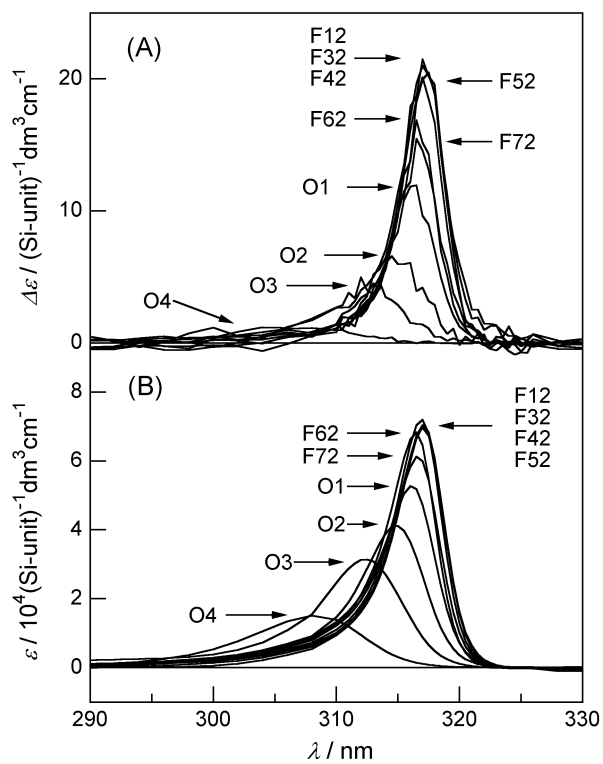 (A)
F12
F32
F42
F52
F62
F72
O1
O2
O3
O4
20
10
0
Δε / (Si-unit)⁻¹dm³cm⁻¹
(B)
F12
F32
F42
F52
F62
F72
O1
O2
O3
O4
8
6
4
2
0
ε / 10⁴(Si-unit)⁻¹dm³cm⁻¹
290 300 310 320 330
λ / nm